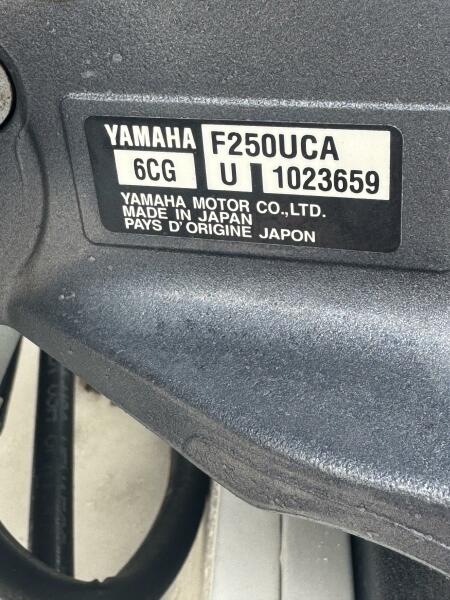 YAMAHA F250UCA
6CG U 1023659
YAMAHA MOTOR CO.,LTD.
MADE IN JAPAN
PAYS D'ORIGINE JAPON